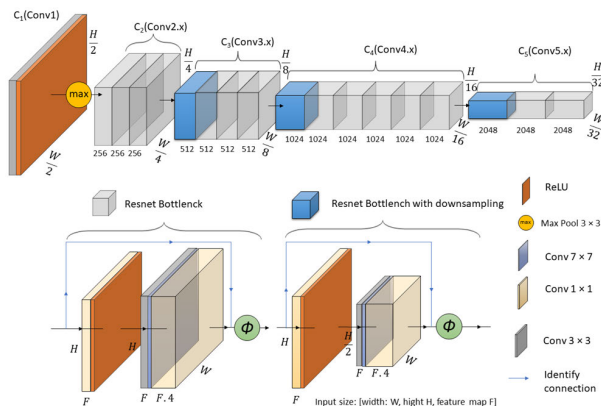 C₁(Conv1)
C₂(Conv2.x)
C₃(Conv3.x)
C₄(Conv4.x)
C₅(Conv5.x)
H/2
H/4
H/8
H/16
H/32
max
256 256 256
512 512 512 512
1024 1024 1024 1024 1024 1024
2048 2048 2048
W/2
W/4
W/8
W/16
W/32
Resnet Bottlenck
Resnet Bottlench with downsampling
ReLU
max
Max Pool 3 × 3
Conv 7 × 7
Conv 1 × 1
Conv 3 × 3
Identify
connection
H
H
W
F
F
F.4
Φ
H
H/2
W
F
F
F.4
Φ
Input size: [width: W, hight H, feature map F]